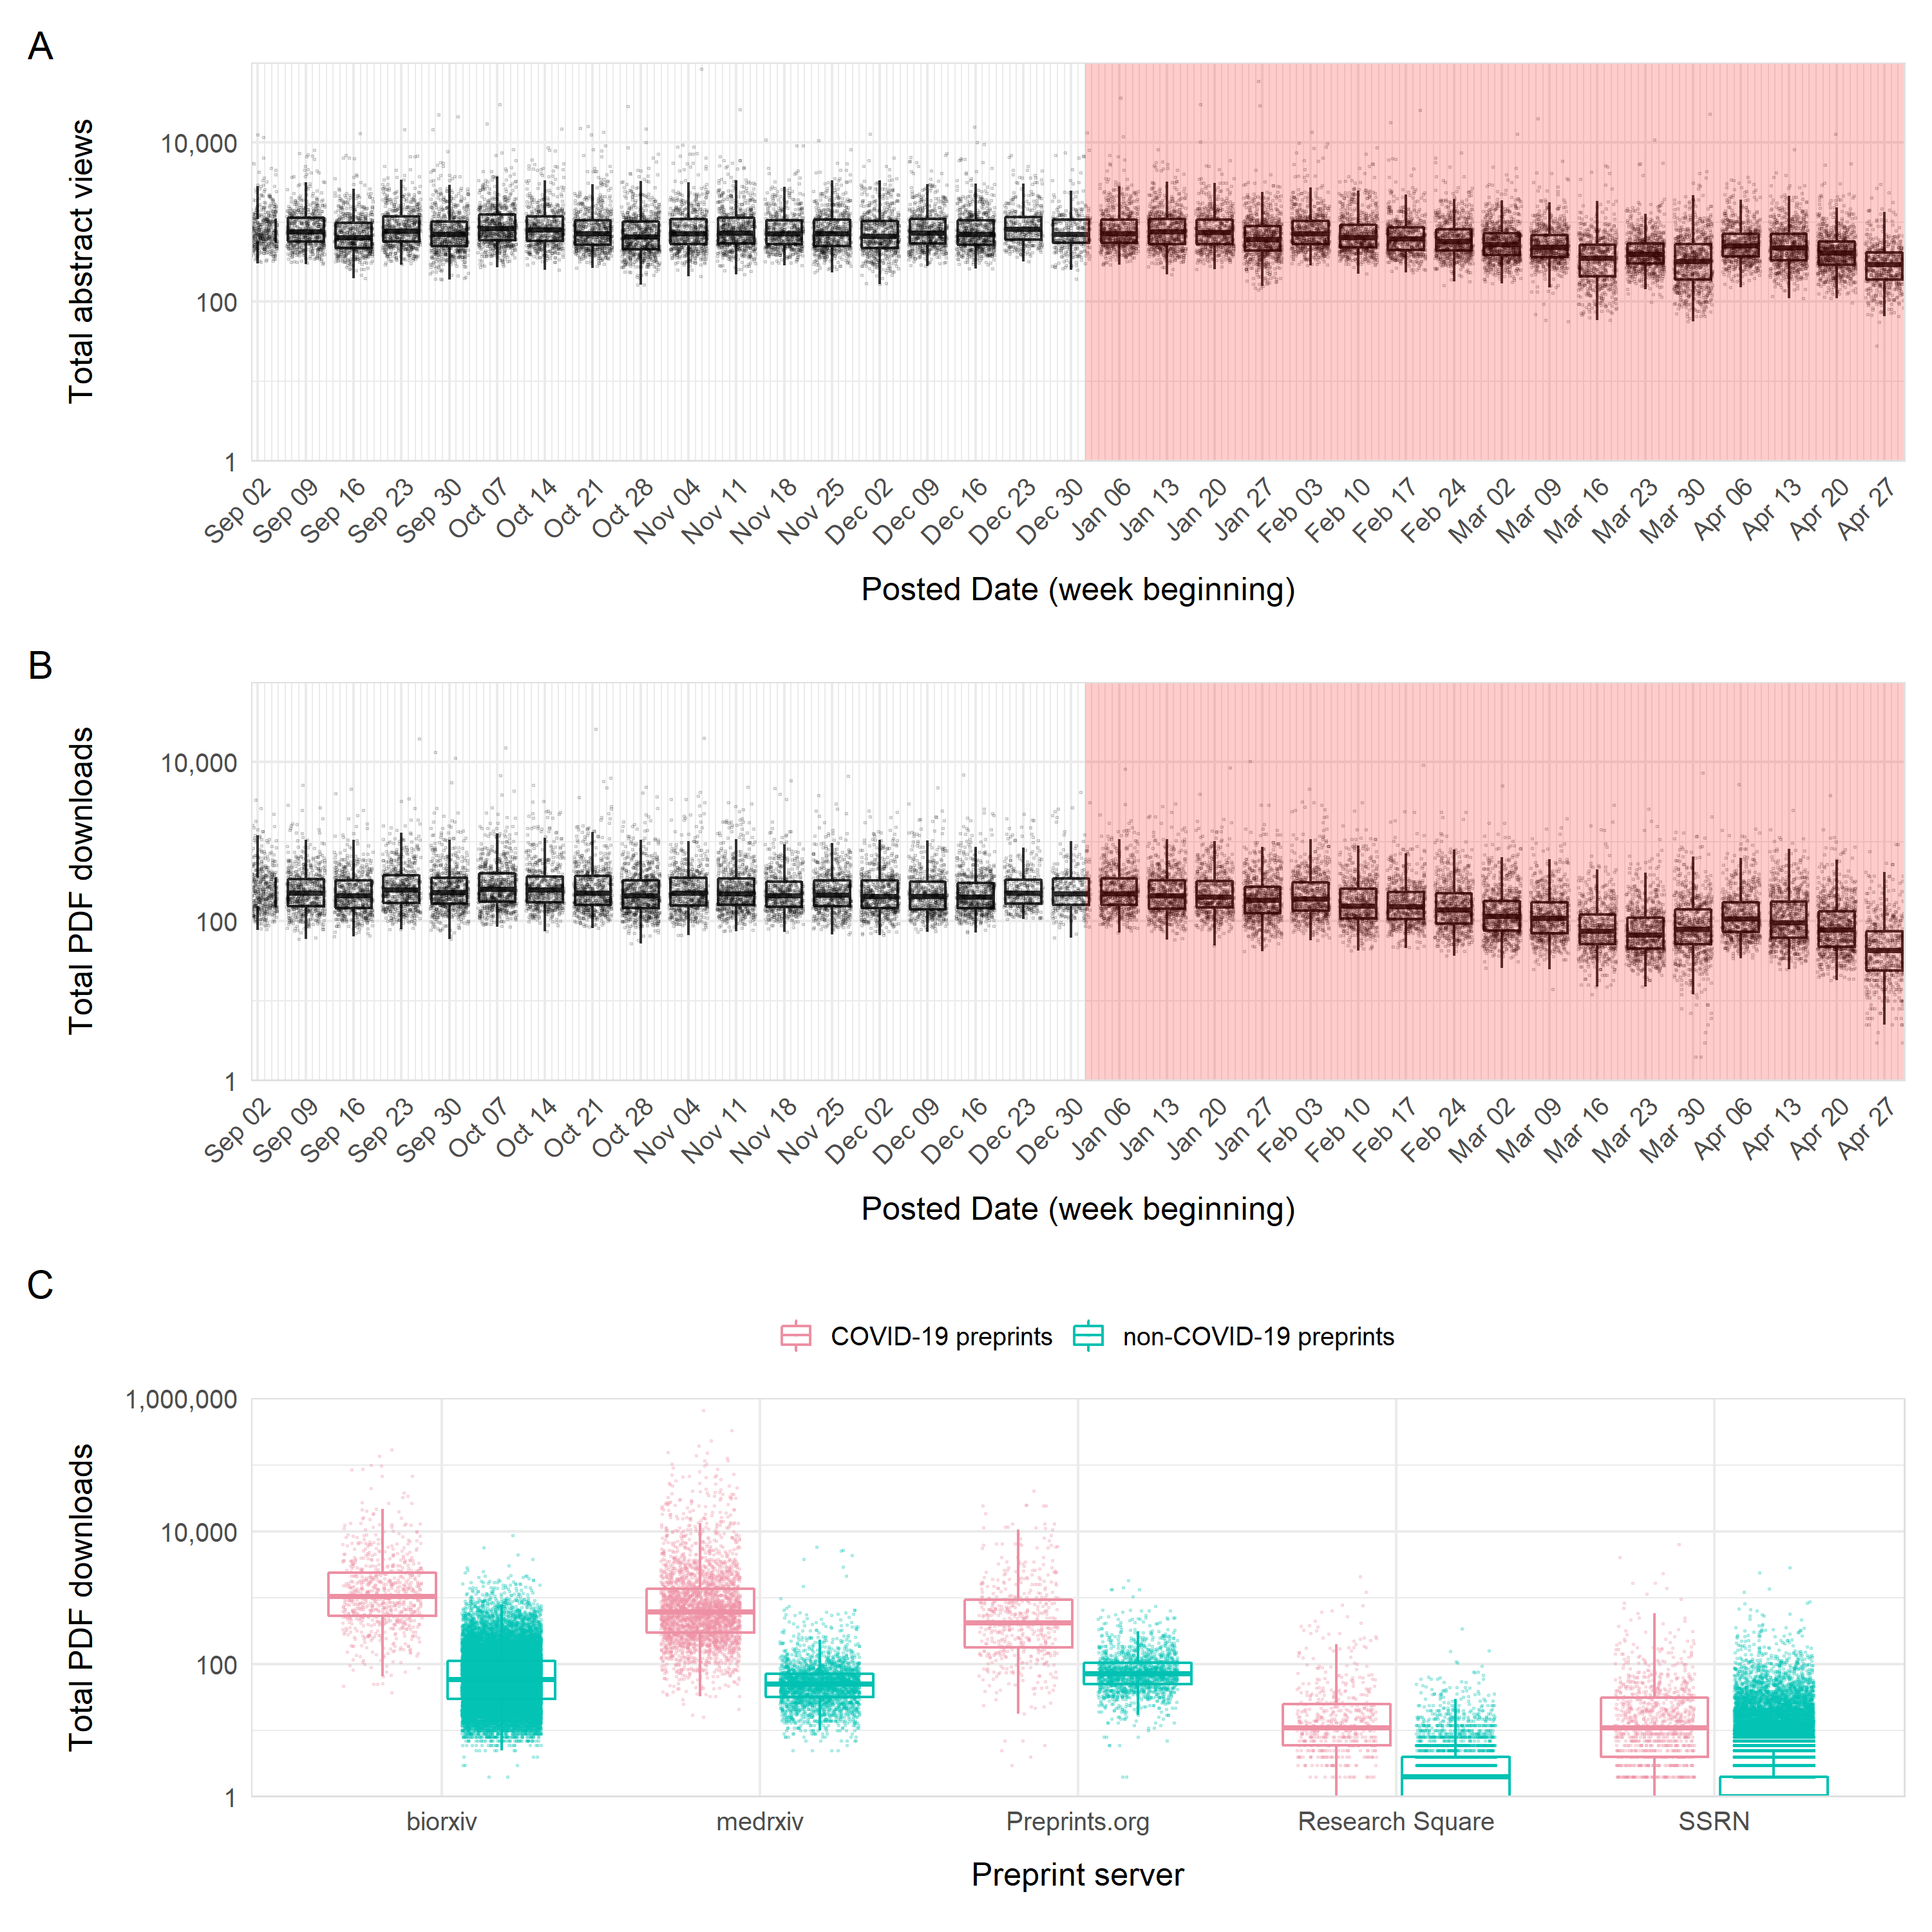 A
Total abstract views
10,000
100
1
Sep 02 Sep 09 Sep 16 Sep 23 Sep 30 Oct 07 Oct 14 Oct 21 Oct 28 Nov 04 Nov 11 Nov 18 Nov 25 Dec 02 Dec 09 Dec 16 Dec 23 Dec 30 Jan 06 Jan 13 Jan 20 Jan 27 Feb 03 Feb 10 Feb 17 Feb 24 Mar 02 Mar 09 Mar 16 Mar 23 Mar 30 Apr 06 Apr 13 Apr 20 Apr 27
Posted Date (week beginning)
B
Total PDF downloads
10,000
100
1
Sep 02 Sep 09 Sep 16 Sep 23 Sep 30 Oct 07 Oct 14 Oct 21 Oct 28 Nov 04 Nov 11 Nov 18 Nov 25 Dec 02 Dec 09 Dec 16 Dec 23 Dec 30 Jan 06 Jan 13 Jan 20 Jan 27 Feb 03 Feb 10 Feb 17 Feb 24 Mar 02 Mar 09 Mar 16 Mar 23 Mar 30 Apr 06 Apr 13 Apr 20 Apr 27
Posted Date (week beginning)
C
COVID-19 preprints non-COVID-19 preprints
Total PDF downloads
1,000,000
10,000
100
1
biorxiv medrxiv Preprints.org Research Square SSRN
Preprint server